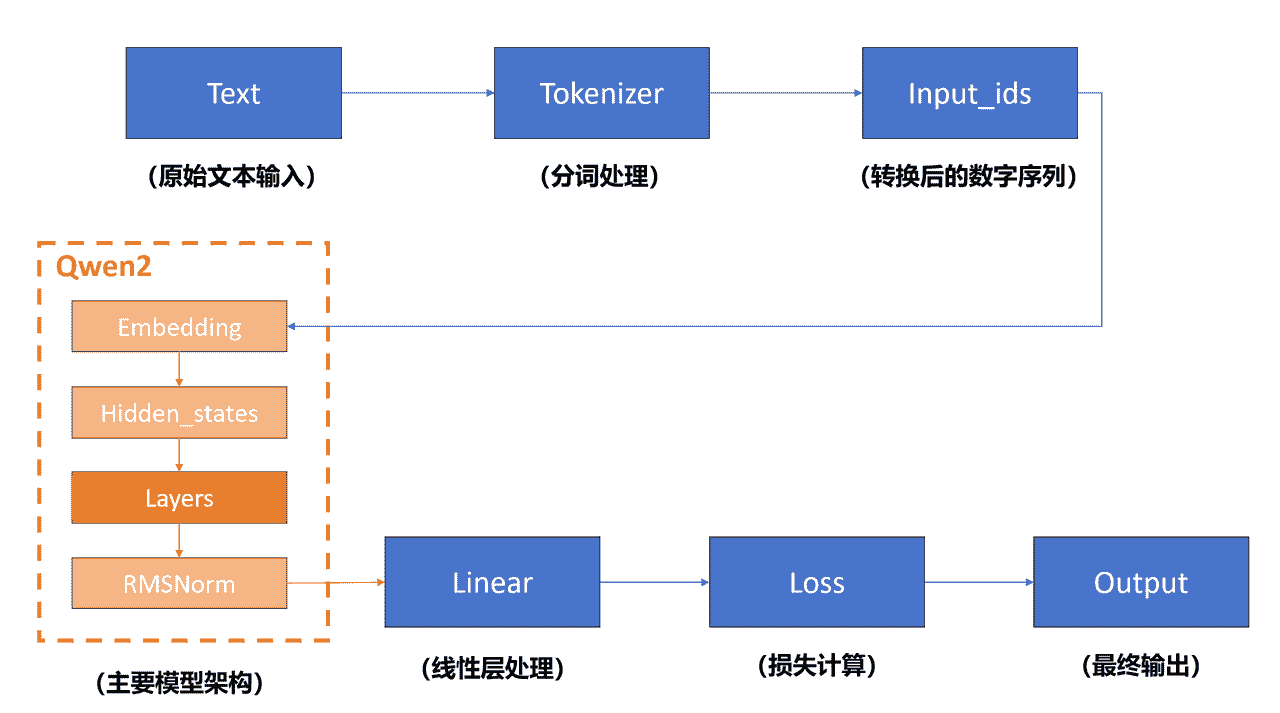 Text
Tokenizer
Input_ids
(原始文本输入)
(分词处理)
(转换后的数字序列)
Qwen2
Embedding
Hidden_states
Layers
RMSNorm
(主要模型架构)
Linear
Loss
Output
(线性层处理)
(损失计算)
(最终输出)